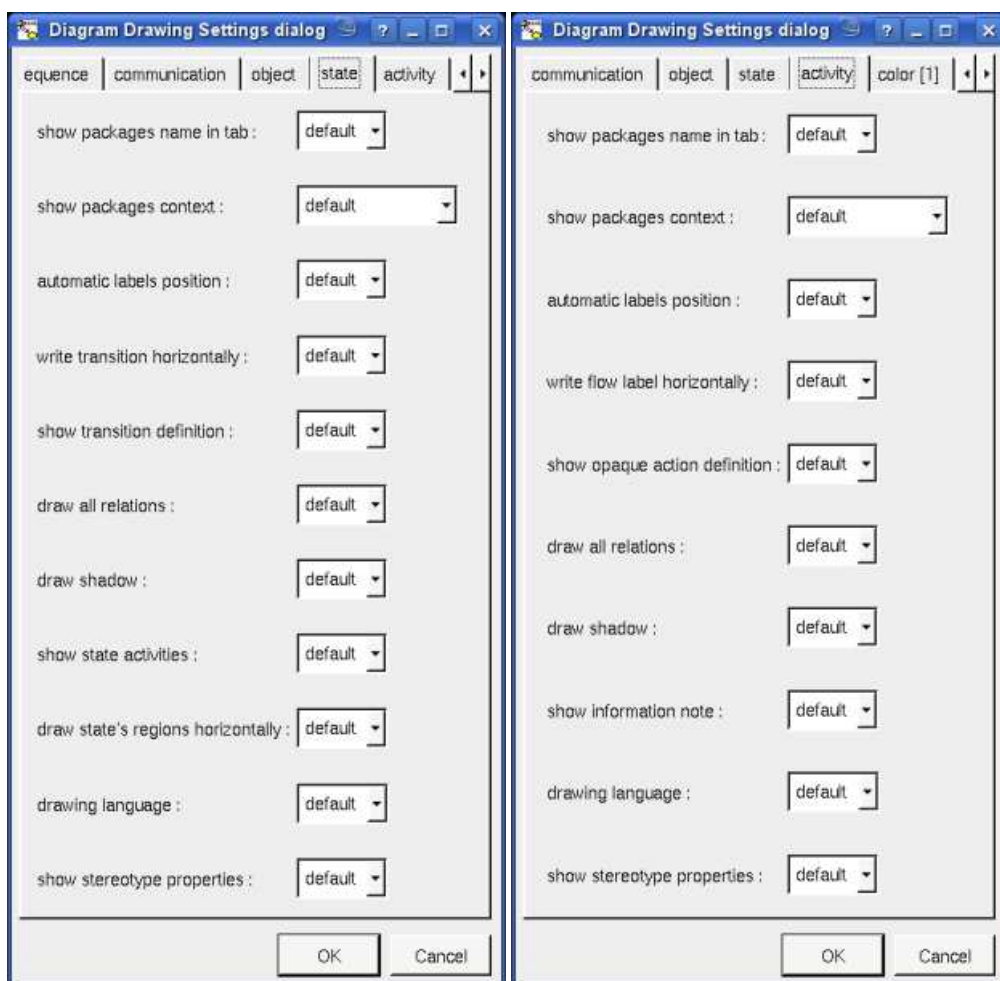 Diagram Drawing Settings dialog
equence communication object state activity
show packages name in tab : default
show packages context : default
automatic labels position : default
write transition horizontally : default
show transition definition : default
draw all relations : default
draw shadow : default
show state activities : default
draw state's regions horizontally : default
drawing language : default
show stereotype properties : default
OK Cancel
Diagram Drawing Settings dialog
communication object state activity color [1]
show packages name in tab : default
show packages context : default
automatic labels position : default
write flow label horizontally : default
show opaque action definition : default
draw all relations : default
draw shadow : default
show information note : default
drawing language : default
show stereotype properties : default
OK Cancel